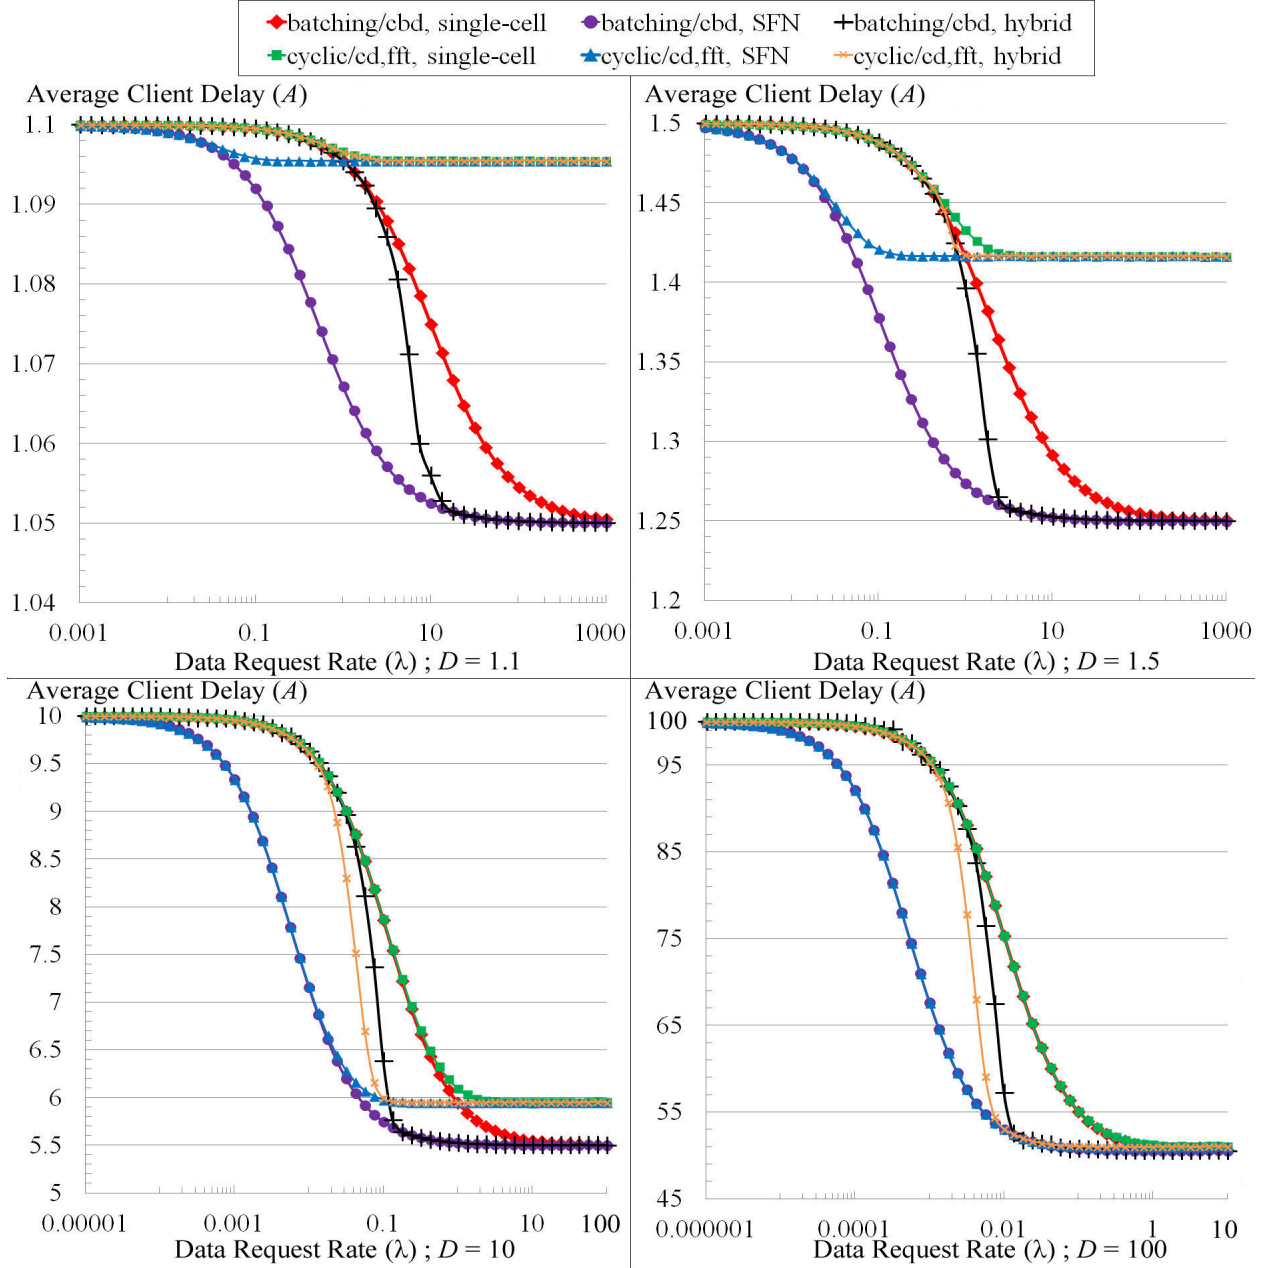 batching/cbd, single-cell
batching/cbd, SFN
batching/cbd, hybrid
cyclic/cd,fft, single-cell
cyclic/cd,fft, SFN
cyclic/cd,fft, hybrid
Average Client Delay (A)
1.1
1.09
1.08
1.07
1.06
1.05
1.04
0.001 0.1 10 1000
Data Request Rate (λ) ; D = 1.1
Average Client Delay (A)
1.5
1.45
1.4
1.35
1.3
1.25
1.2
0.001 0.1 10 1000
Data Request Rate (λ) ; D = 1.5
Average Client Delay (A)
10
9.5
9
8.5
8
7.5
7
6.5
6
5.5
5
0.00001 0.001 0.1 10 100
Data Request Rate (λ) ; D = 10
Average Client Delay (A)
100
95
85
75
65
55
45
0.000001 0.0001 0.01 1 10
Data Request Rate (λ) ; D = 100